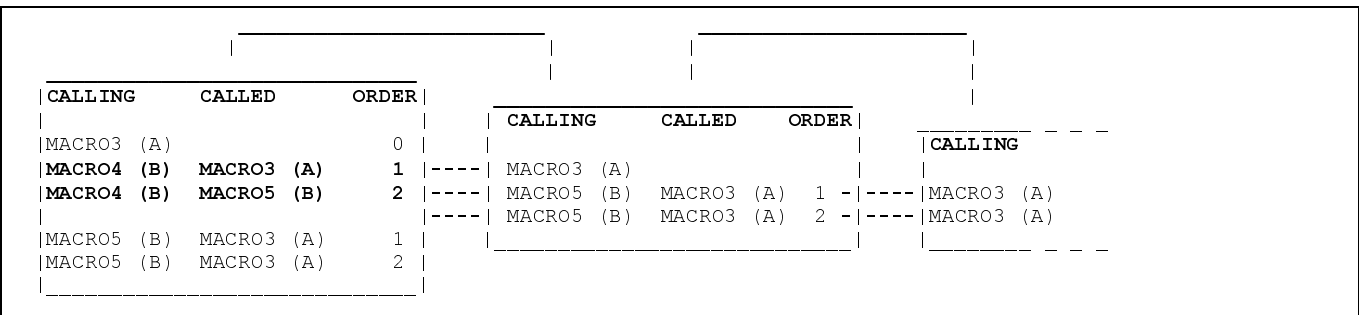 CALLING CALLED ORDER
MACRO3 (A) 0
MACRO4 (B) MACRO3 (A) 1
MACRO4 (B) MACRO5 (B) 2
MACRO5 (B) MACRO3 (A) 1
MACRO5 (B) MACRO3 (A) 2
CALLING CALLED ORDER
MACRO3 (A)
MACRO5 (B) MACRO3 (A) 1
MACRO5 (B) MACRO3 (A) 2
CALLING
MACRO3 (A)
MACRO3 (A)